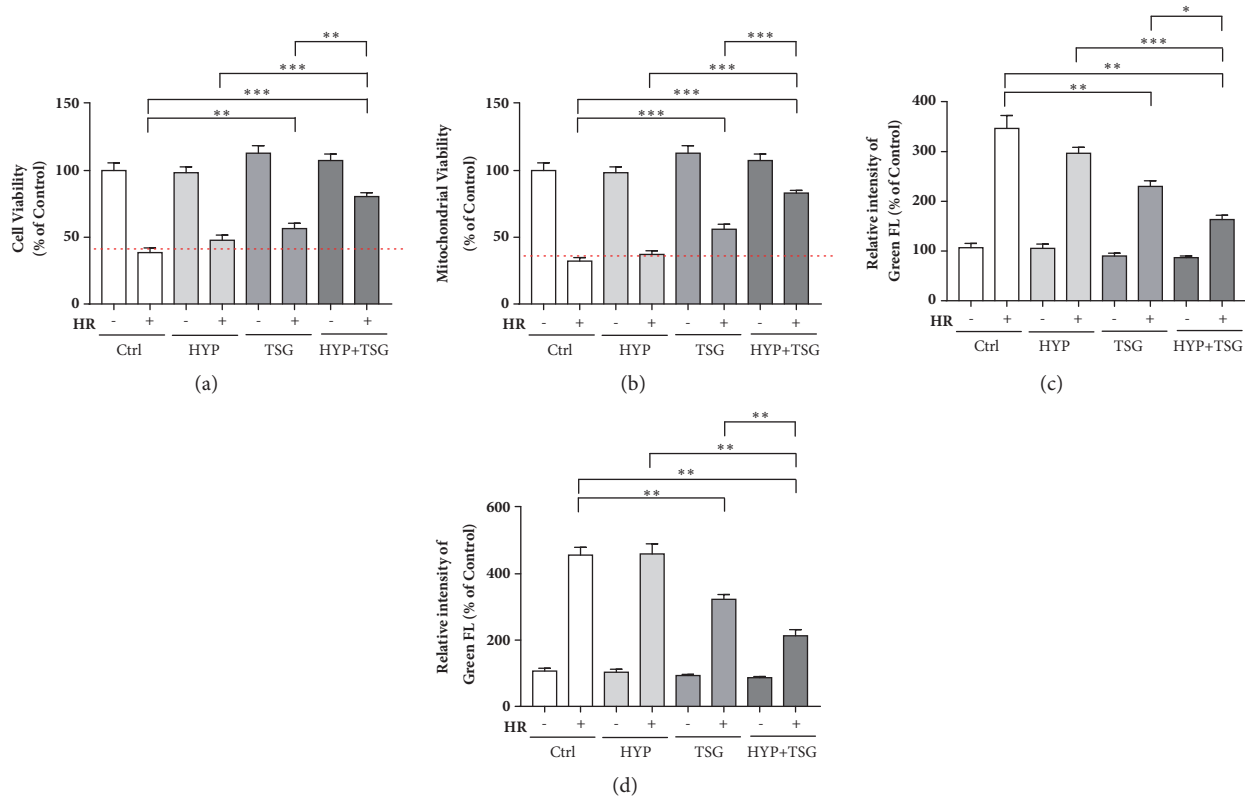 **
***
***
**
Cell Viability
(% of Control)
150
100
50
0
HR - + - + - + - +
Ctrl HYP TSG HYP+TSG
(a)
***
***
***
***
Mitochondrial Viability
(% of Control)
150
100
50
0
HR - + - + - + - +
Ctrl HYP TSG HYP+TSG
(b)
*
***
**
**
Relative intensity of
Green FL (% of Control)
400
300
200
100
0
HR - + - + - + - +
Ctrl HYP TSG HYP+TSG
(c)
**
**
**
**
Relative intensity of
Green FL (% of Control)
600
400
200
0
HR - + - + - + - +
Ctrl HYP TSG HYP+TSG
(d)